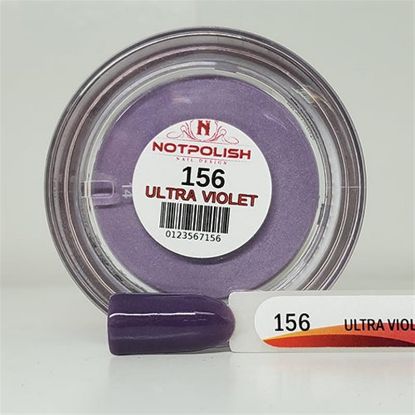 N
NOTPOLISH
NAIL DESIGN
156
ULTRA VIOLET
0123567156
156 ULTRA VIOL